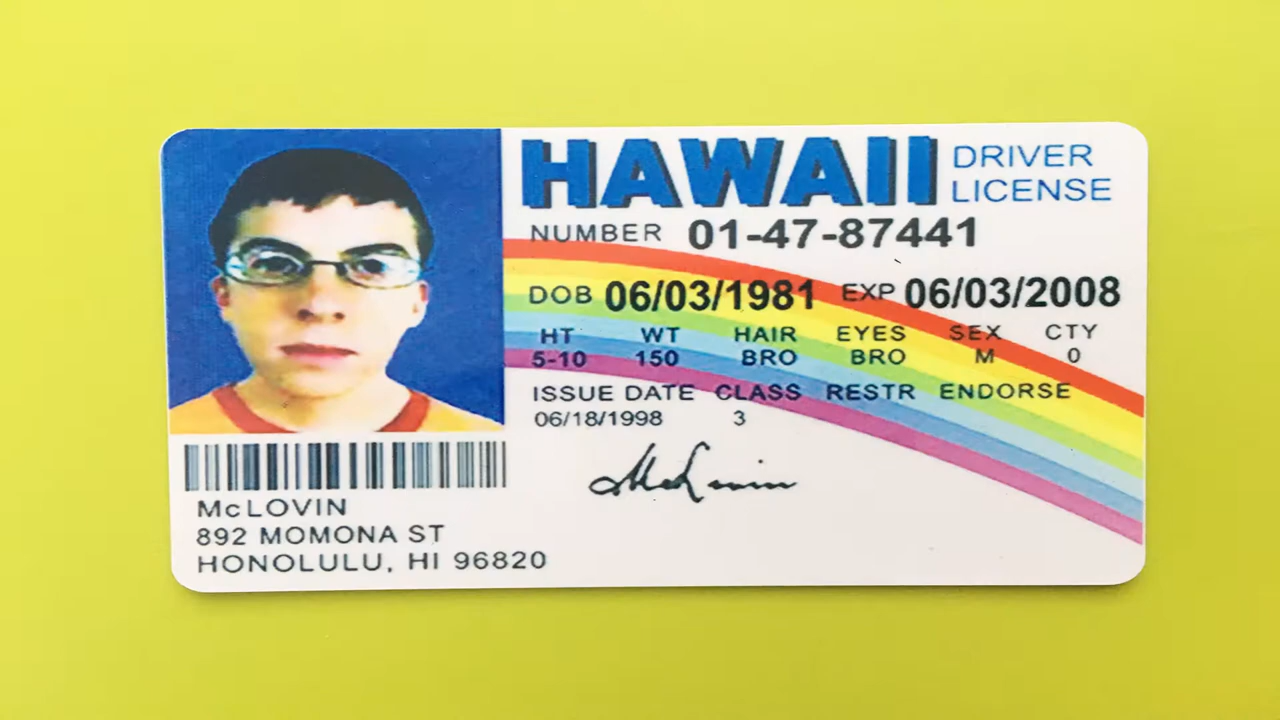 HAWAII DRIVER LICENSE
NUMBER 01-47-87441
DOB 06/03/1981 EXP 06/03/2008
HT WT HAIR EYES SEX CTY
5-10 150 BRO BRO M 0
ISSUE DATE CLASS RESTR ENDORSE
06/18/1998 3
McLovin
McLOVIN
892 MOMONA ST
HONOLULU, HI 96820